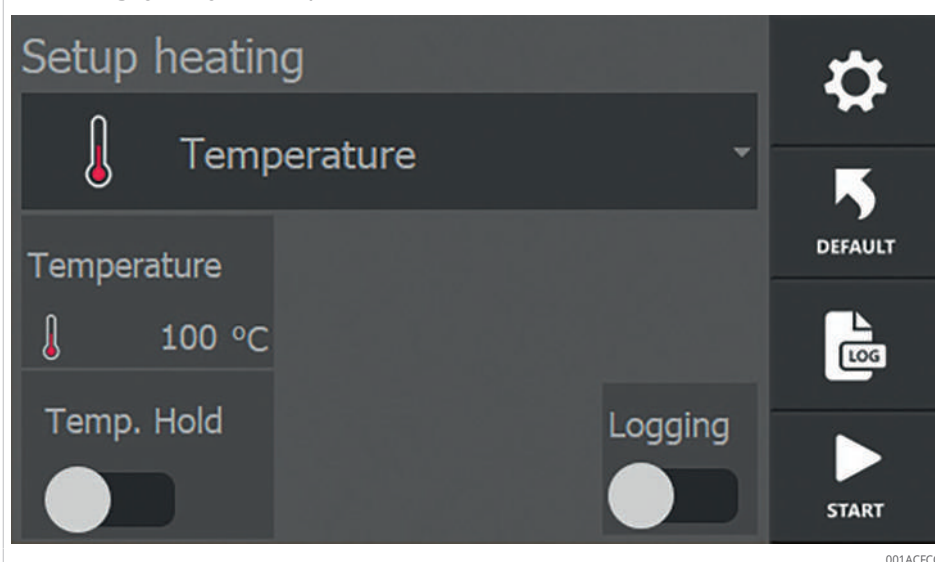 Setup heating
Temperature
Temperature
100 °C
Temp. Hold
Logging
DEFAULT
LOG
START